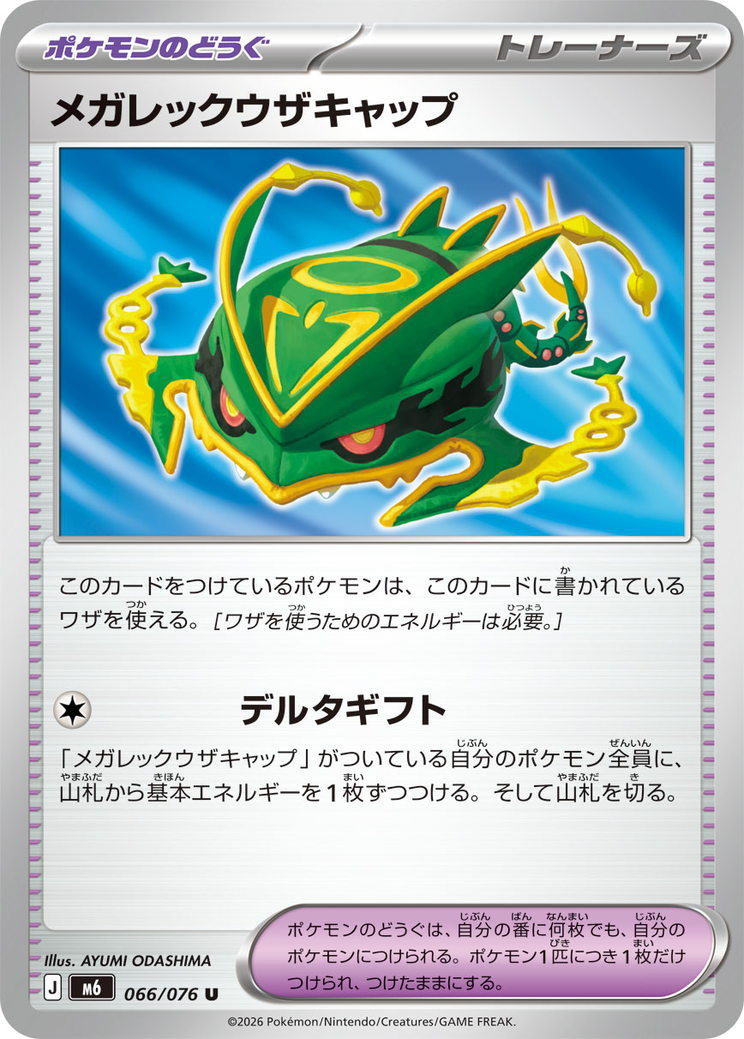 ポケモンのどうぐ
トレーナーズ
メガレックウザキャップ
このカードをつけているポケモンは、このカードに書かれている
ワザを使える。[ワザを使うためのエネルギーは必要。]
デルタギフト
「メガレックウザキャップ」がついている自分のポケモン全員に、
山札から基本エネルギーを1枚ずつつける。そして山札を切る。
ポケモンのどうぐは、自分の番に何枚でも、自分の
ポケモンにつけられる。ポケモン1匹につき1枚だけ
つけられ、つけたままにする。
Illus. AYUMI ODASHIMA
J M6 066/076 U
©2026 Pokémon/Nintendo/Creatures/GAME FREAK.